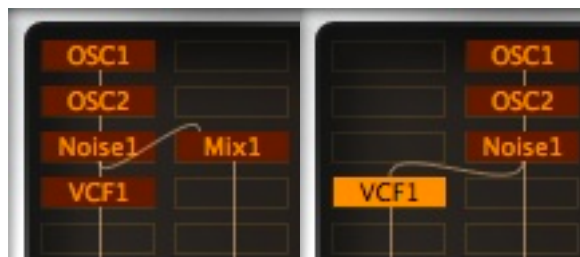 OSC1
OSC2
Noise1 Mix1
VCF1
OSC1
OSC2
Noise1
VCF1